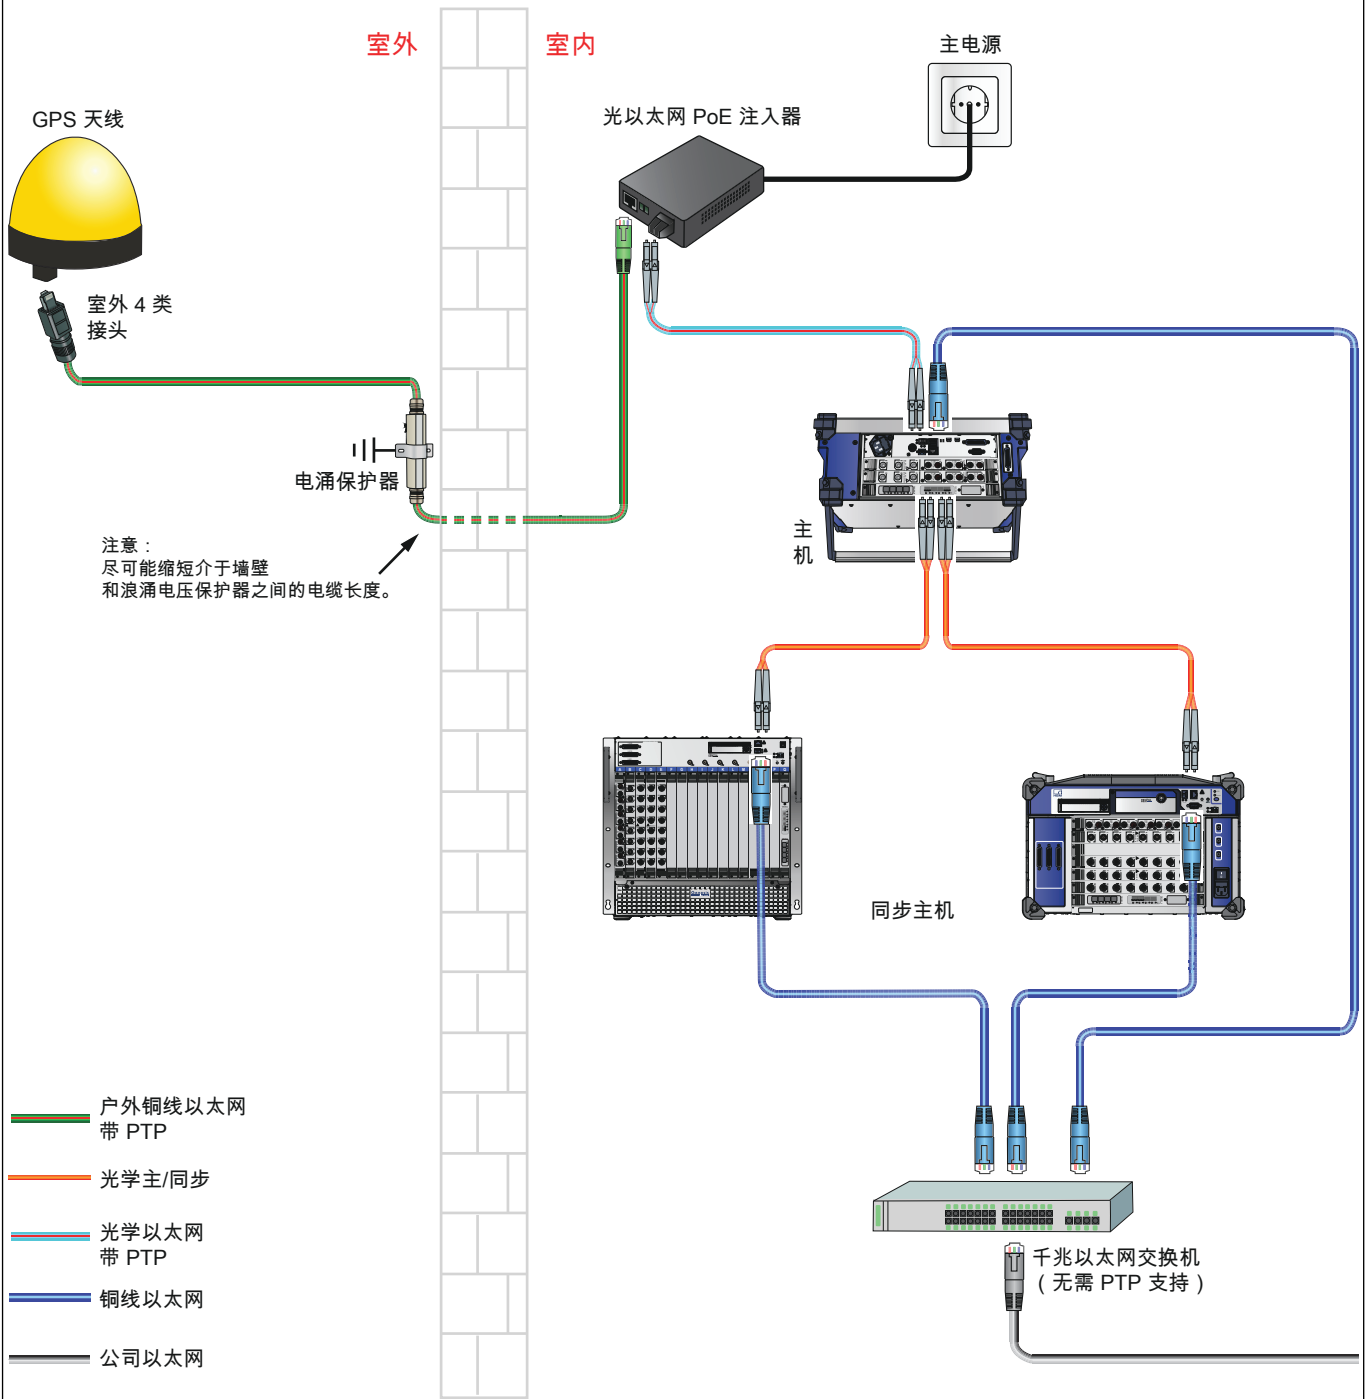 室外
室内
主电源
GPS 天线
光以太网 PoE 注入器
室外 4 类
接头
电涌保护器
注意：
尽可能缩短介于墙壁
和浪涌电压保护器之间的电缆长度。
主
机
同步主机
户外铜线以太网
带 PTP
光学主/同步
光学以太网
带 PTP
铜线以太网
公司以太网
千兆以太网交换机
（无需 PTP 支持）